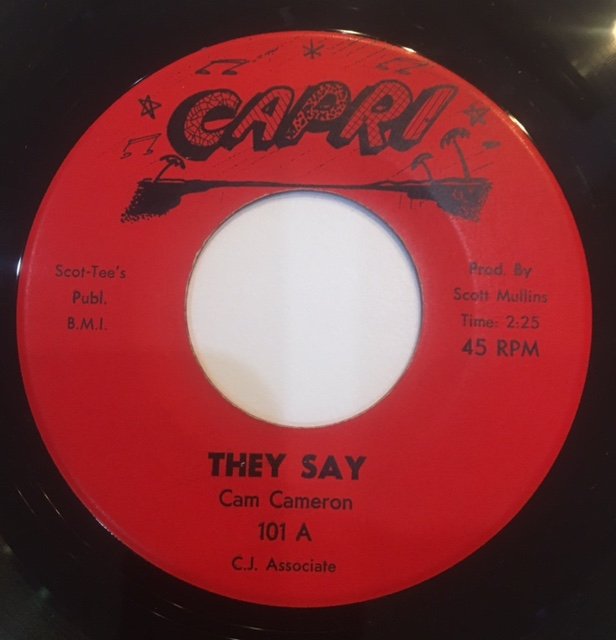 CAPRI
Scot-Tee's
Publ.
B.M.I.
Prod. By
Scott Mullins
Time: 2:25
45 RPM
THEY SAY
Cam Cameron
101 A
C.J. Associate